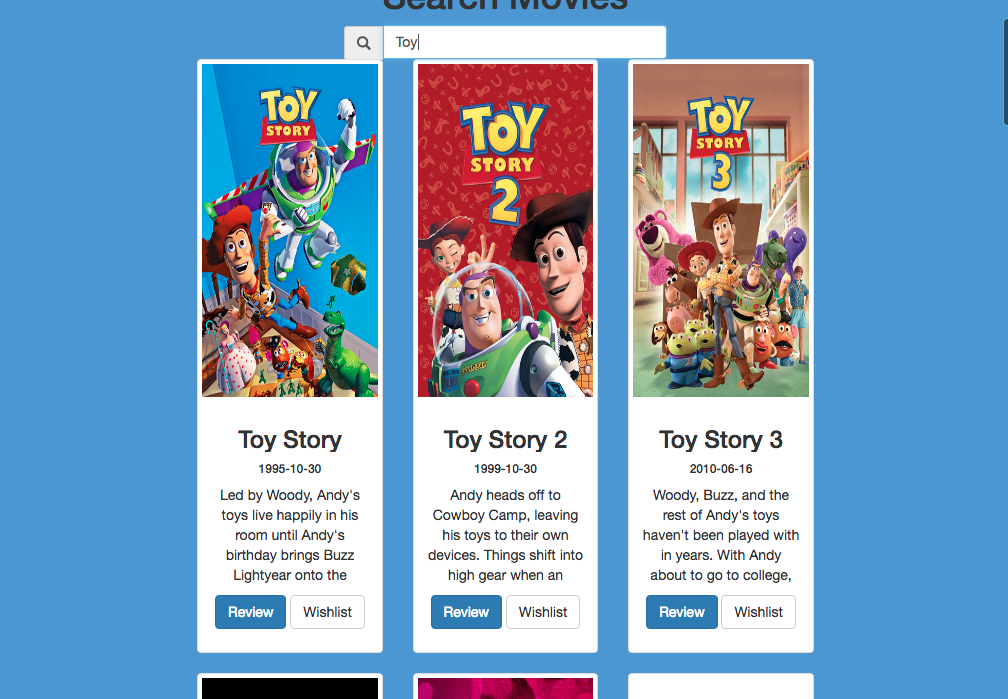 Search Movies
Toy
TOY
STORY
TOY
STORY
2
TOY
STORY
3
Toy Story
1995-10-30
Led by Woody, Andy's
toys live happily in his
room until Andy's
birthday brings Buzz
Lightyear onto the
Review Wishlist
Toy Story 2
1999-10-30
Andy heads off to
Cowboy Camp, leaving
his toys to their own
devices. Things shift into
high gear when an
Review Wishlist
Toy Story 3
2010-06-16
Woody, Buzz, and the
rest of Andy's toys
haven't been played with
in years. With Andy
about to go to college,
Review Wishlist